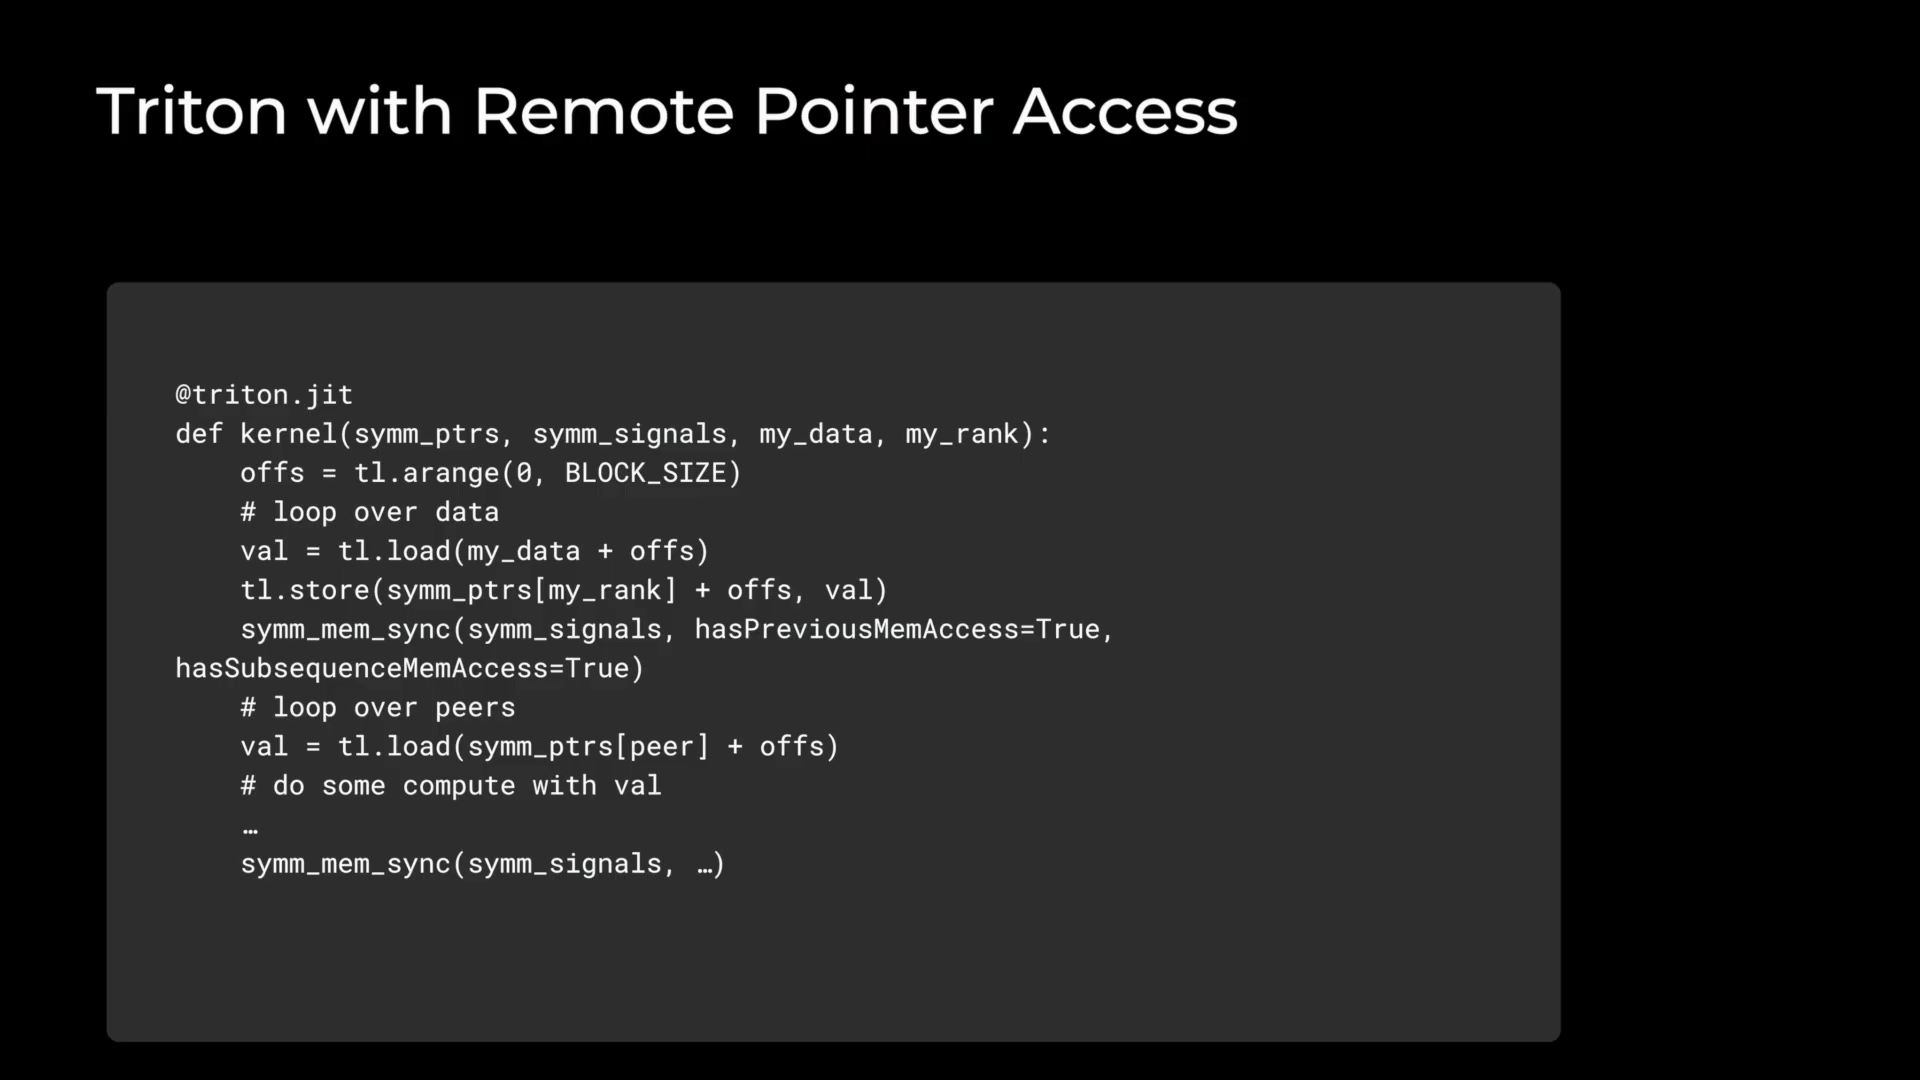 Triton with Remote Pointer Access
@triton.jit
def kernel(symm_ptrs, symm_signals, my_data, my_rank):
    offs = tl.arange(0, BLOCK_SIZE)
    # loop over data
    val = tl.load(my_data + offs)
    tl.store(symm_ptrs[my_rank] + offs, val)
    symm_mem_sync(symm_signals, hasPreviousMemAccess=True,
hasSubsequenceMemAccess=True)
    # loop over peers
    val = tl.load(symm_ptrs[peer] + offs)
    # do some compute with val
    …
    symm_mem_sync(symm_signals, …)